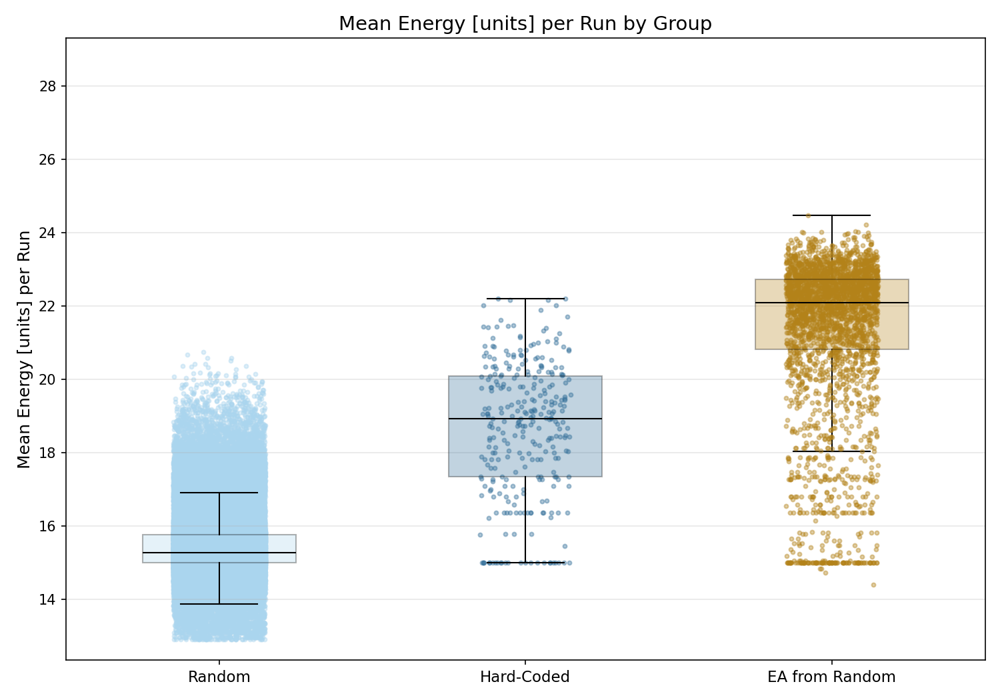 Mean Energy [units] per Run by Group
Mean Energy [units] per Run
28
26
24
22
20
18
16
14
Random
Hard-Coded
EA from Random